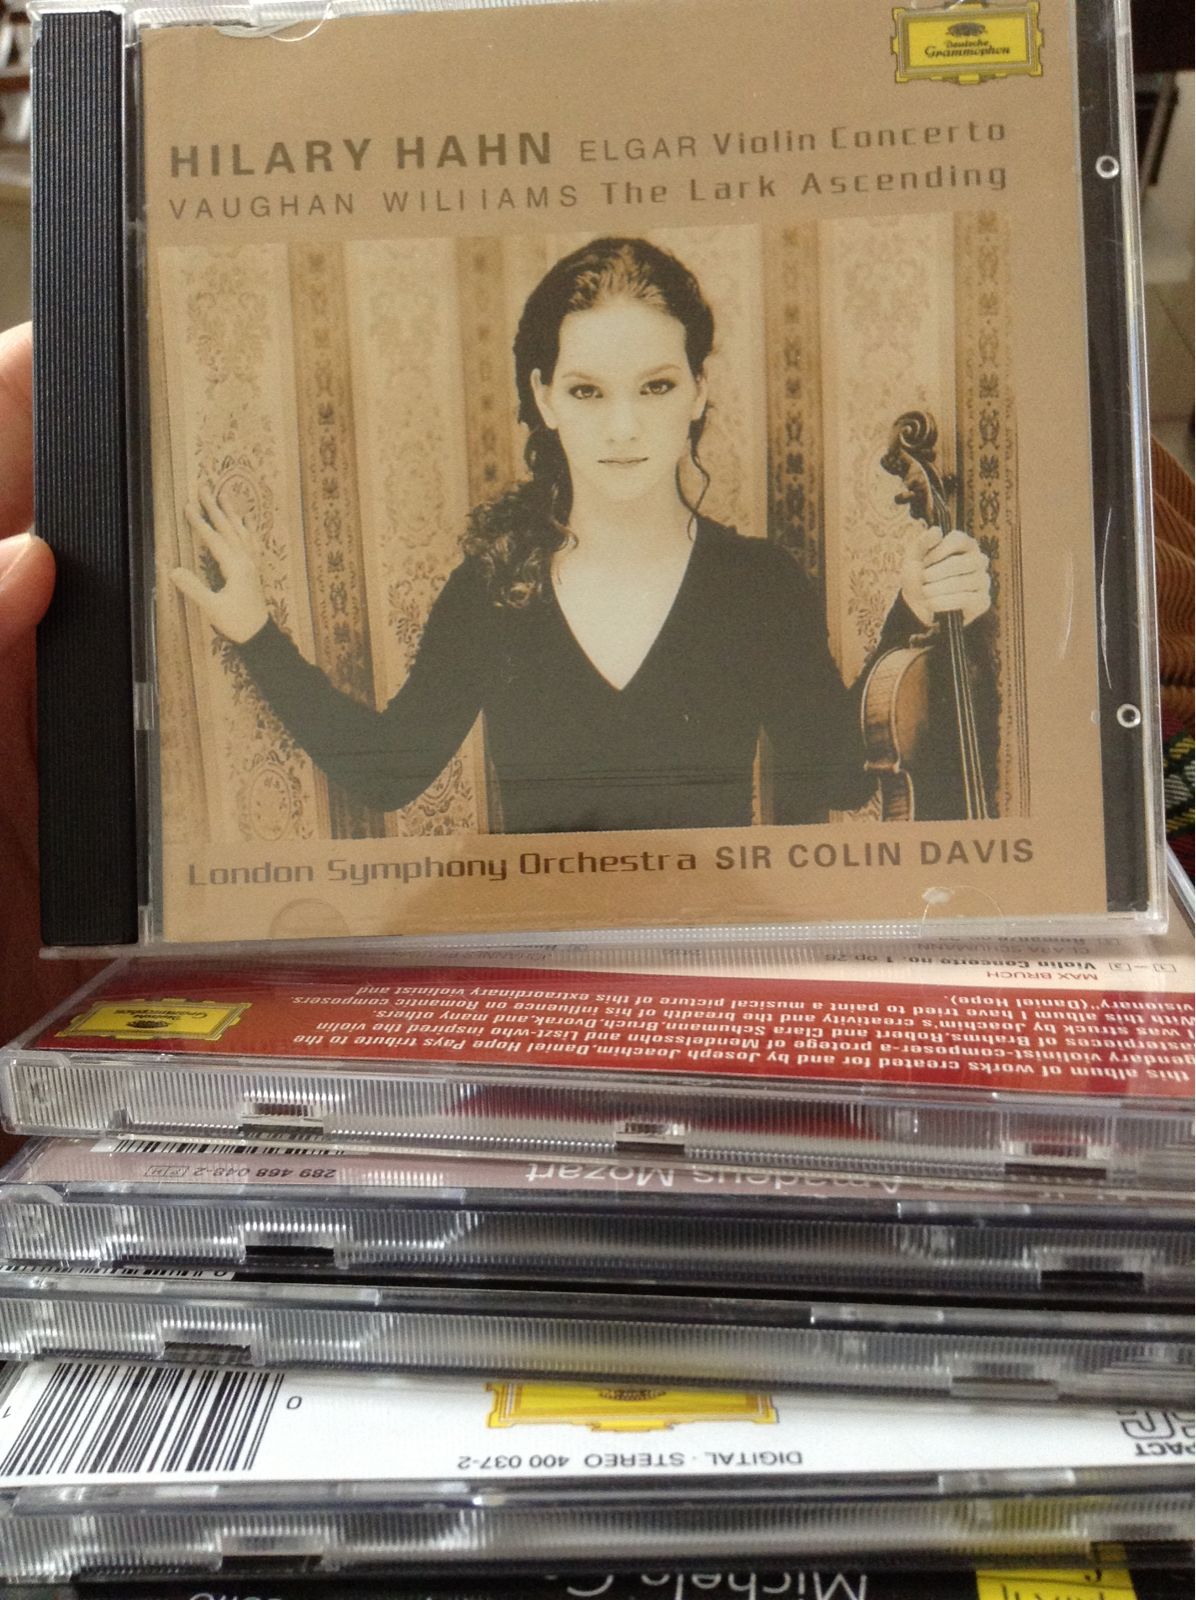 Deutsche
Grammophon
HILARY HAHN ELGAR Violin Concerto
VAUGHAN WILLIAMS The Lark Ascending
London Symphony Orchestra SIR COLIN DAVIS
CLARA SCHUMANN
MAX BRUCH
Violin Concerto no. 1 op 26
this album of works created for and by Joseph Joachim, Daniel Hope Pays tribute to the
violinist-composer-a protege of Mendelssohn and Liszt-who inspired the violin
of Brahms, Robert and Clara Schumann, Bruch, Dvorak, and many others.
was struck by Joachim's creativity and the breadth of his influence on Romantic composers.
With this album I have tried to paint a musical picture of this extraordinary violinist and
visionary"(Daniel Hope).
Deutsche
Grammophon
Amadeus Mozart
289 468 048-2
DIGITAL · STEREO 400 037-2
0
1
Michele